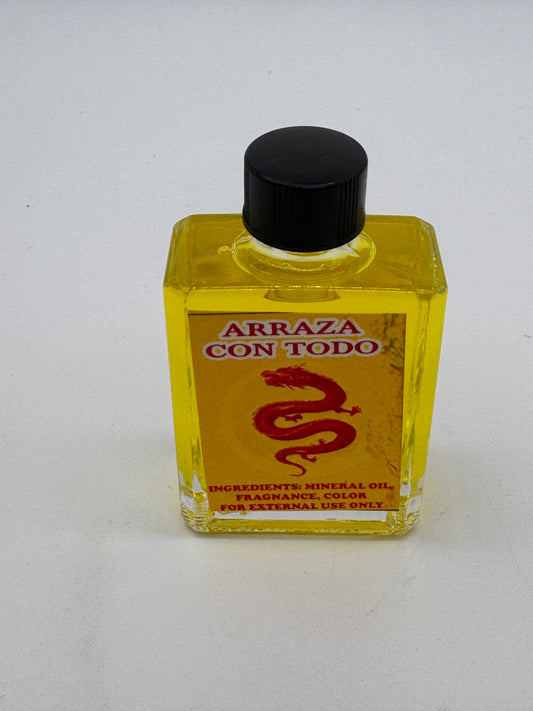 ARRAZA
CON TODO
INGREDIENTS: MINERAL OIL,
FRAGNANCE, COLOR
FOR EXTERNAL USE ONLY